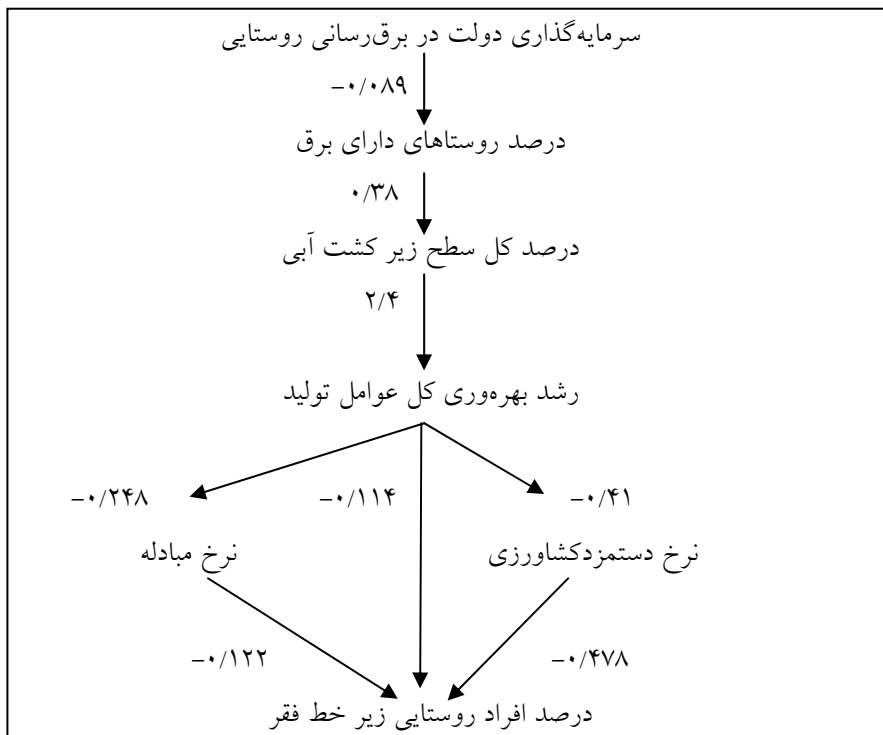 سرمایه‌گذاری دولت در برق‌رسانی روستایی
−۰/۰۸۹
درصد روستاهای دارای برق
۰/۳۸
درصد کل سطح زیر کشت آبی
۲/۴
رشد بهره‌وری کل عوامل تولید
−۰/۴۱ −۰/۱۱۴ −۰/۲۴۸
نرخ دستمزدکشاورزی نرخ مبادله
−۰/۴۷۸ −۰/۱۲۲
درصد افراد روستایی زیر خط فقر